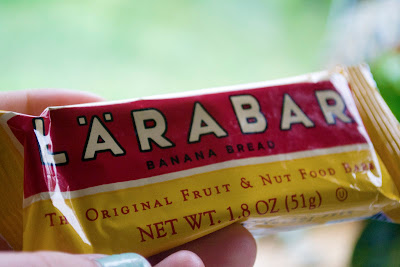 LÄRABAR
BANANA BREAD
The Original Fruit & Nut Food Bar
NET WT. 1.8 OZ (51g)